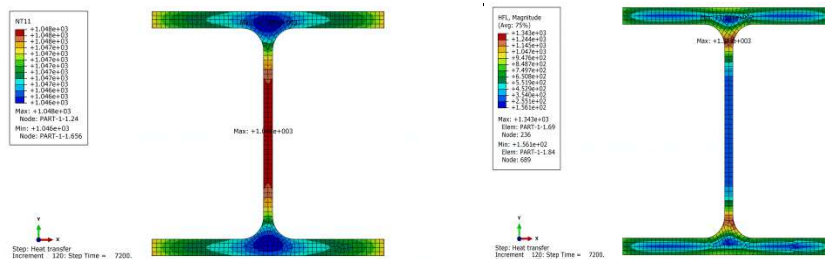 NT11
+1.048e+03
+1.048e+03
+1.048e+03
+1.047e+03
+1.047e+03
+1.047e+03
+1.047e+03
+1.047e+03
+1.047e+03
+1.046e+03
+1.046e+03
+1.046e+03
Max: +1.048e+03
Node: PART-1-1.24
Min: +1.046e+03
Node: PART-1-1.656
Max: +1.048e+003
Y
X
Step: Heat transfer
Increment 120: Step Time = 7200.
HFL, Magnitude
(Avg: 75%)
+1.343e+03
+1.244e+03
+1.145e+03
+1.047e+03
+9.476e+02
+8.487e+02
+7.497e+02
+6.508e+02
+5.519e+02
+4.529e+02
+3.540e+02
+2.551e+02
+1.561e+02
Max: +1.343e+03
Elem: PART-1-1.69
Node: 236
Min: +1.561e+02
Elem: PART-1-1.84
Node: 689
Max: +1.343e+003
Y
X
Step: Heat transfer
Increment 120: Step Time = 7200.